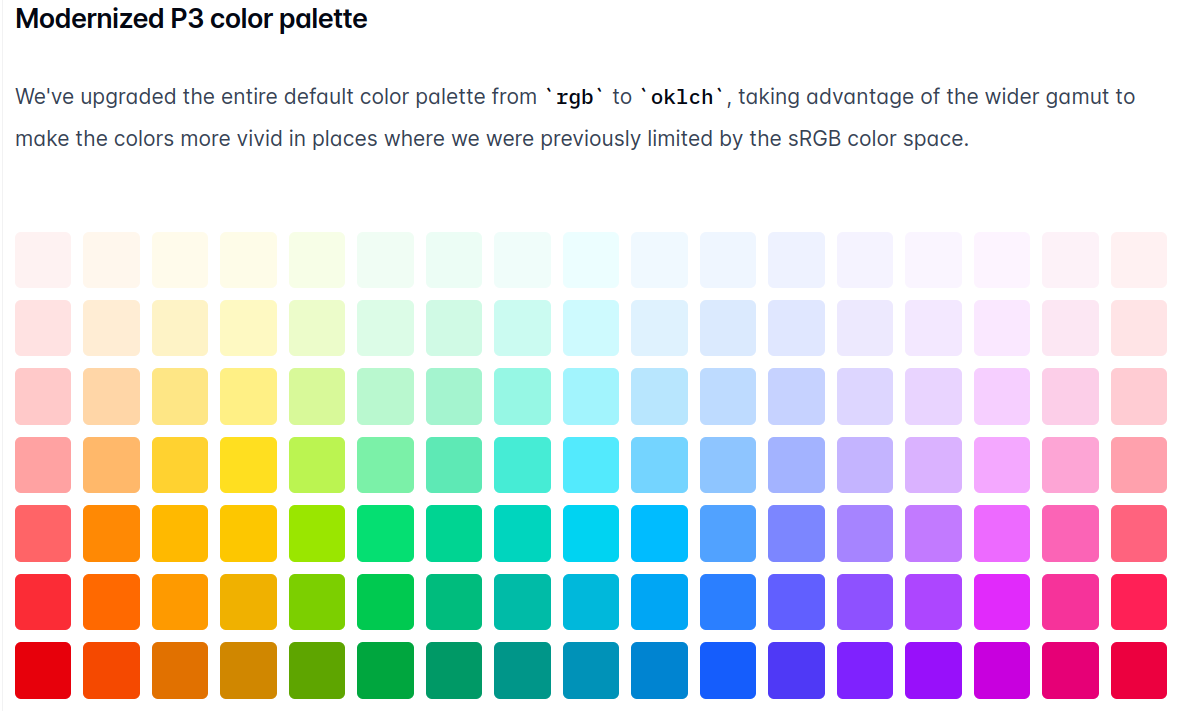 Modernized P3 color palette
We've upgraded the entire default color palette from `rgb` to `oklch`, taking advantage of the wider gamut to
make the colors more vivid in places where we were previously limited by the sRGB color space.